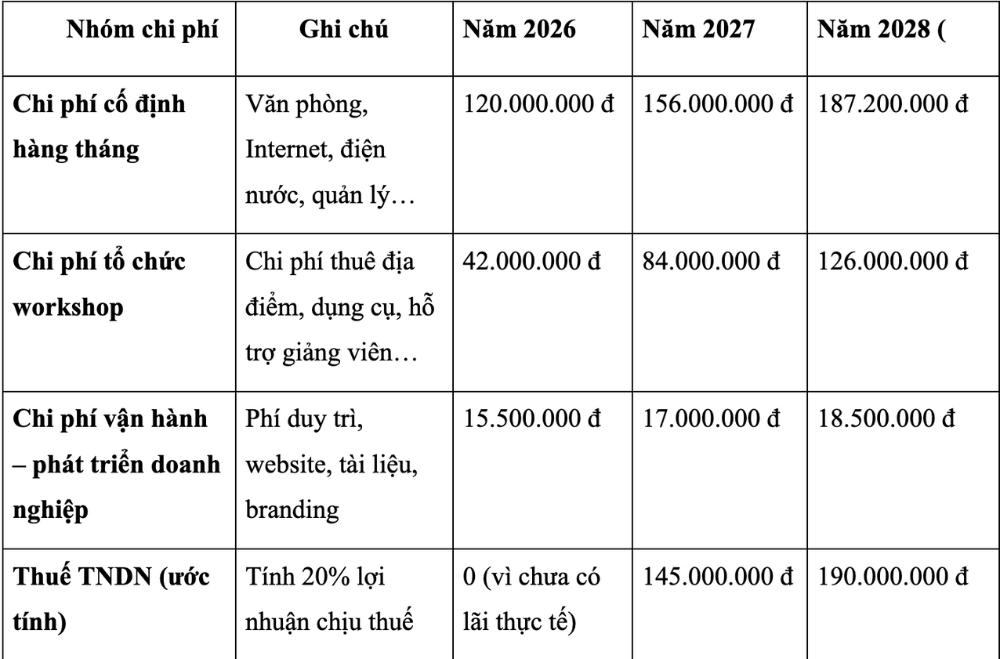 Nhóm chi phí Ghi chú Năm 2026 Năm 2027 Năm 2028 (
Chi phí cố định Văn phòng, 120.000.000 đ 156.000.000 đ 187.200.000 đ
hàng tháng Internet, điện
nước, quản lý…
Chi phí tổ chức Chi phí thuê địa 42.000.000 đ 84.000.000 đ 126.000.000 đ
workshop điểm, dụng cụ, hỗ
trợ giảng viên…
Chi phí vận hành Phí duy trì, 15.500.000 đ 17.000.000 đ 18.500.000 đ
– phát triển doanh website, tài liệu,
nghiệp branding
Thuế TNDN (ước Tính 20% lợi 0 (vì chưa có 145.000.000 đ 190.000.000 đ
tính) nhuận chịu thuế lãi thực tế)